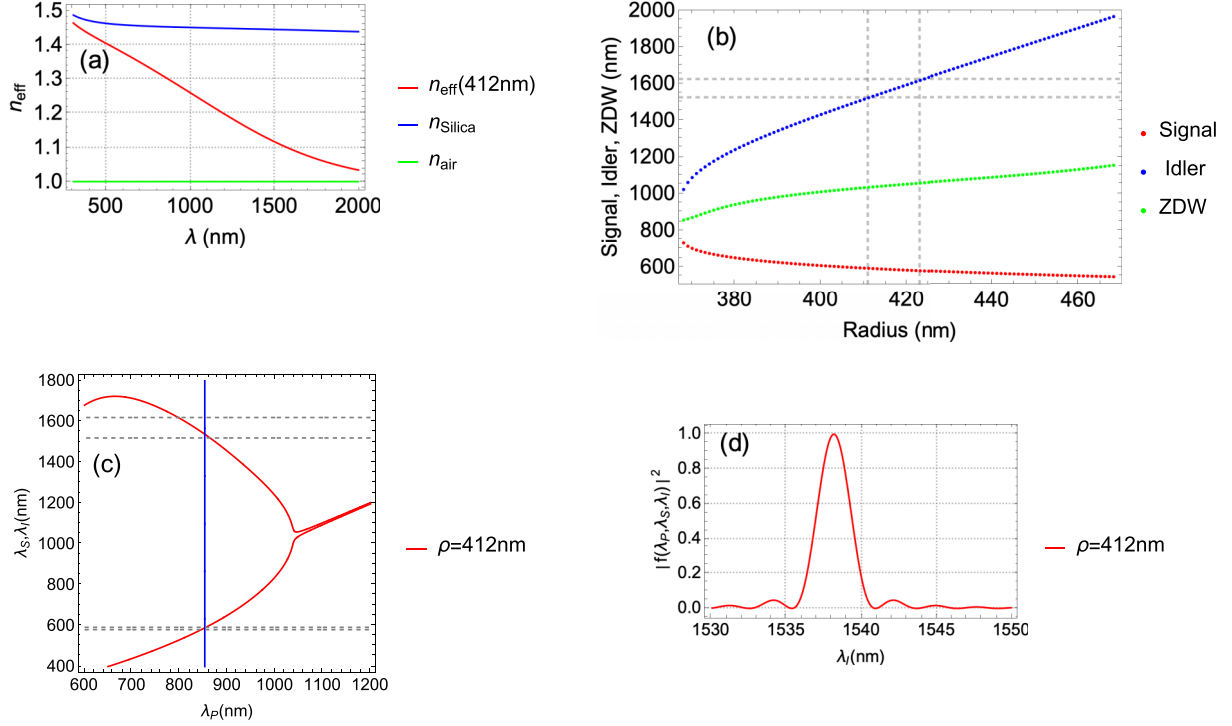 (a)
1.5
1.4
1.3
1.2
1.1
1.0
n_eff
500
1000
1500
2000
λ (nm)
n_eff(412nm)
n_Silica
n_air
(b)
2000
1800
1600
1400
1200
1000
800
600
Signal, Idler, ZDW (nm)
380
400
420
440
460
Radius (nm)
Signal
Idler
ZDW
(c)
1800
1600
1400
1200
1000
800
600
400
λ_S,λ_I(nm)
600
700
800
900
1000
1100
1200
λ_P(nm)
ρ=412nm
(d)
1.0
0.8
0.6
0.4
0.2
0.0
|f(λ_P,λ_S,λ_I)|²
1530
1535
1540
1545
1550
λ_I(nm)
ρ=412nm